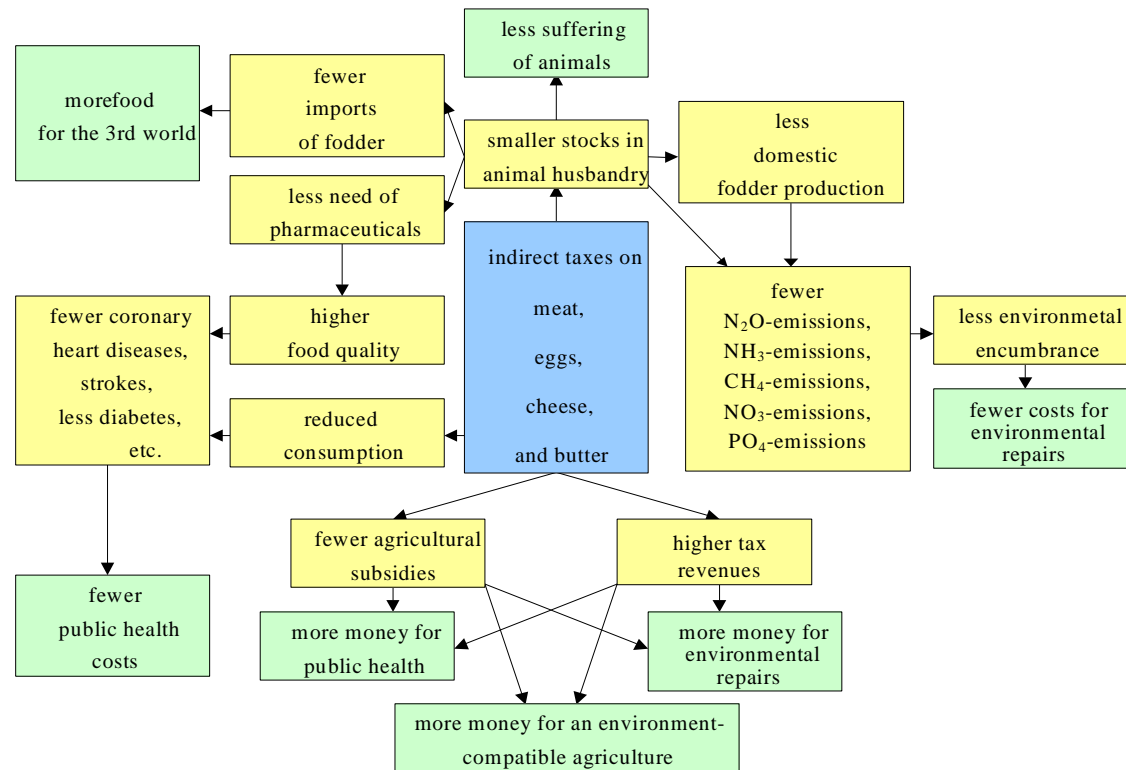 less suffering
of animals
morefood
for the 3rd world
fewer
imports
of fodder
smaller stocks in
animal husbandry
less
domestic
fodder production
less need of
pharmaceuticals
indirect taxes on
meat,
eggs,
cheese,
and butter
fewer coronary
heart diseases,
strokes,
less diabetes,
etc.
higher
food quality
fewer
N₂O-emissions,
NH₃-emissions,
CH₄-emissions,
NO₃-emissions,
PO₄-emissions
less environmetal
encumbrance
reduced
consumption
fewer costs for
environmental
repairs
fewer agricultural
subsidies
higher tax
revenues
fewer
public health
costs
more money for
public health
more money for
environmental
repairs
more money for an environment-
compatible agriculture